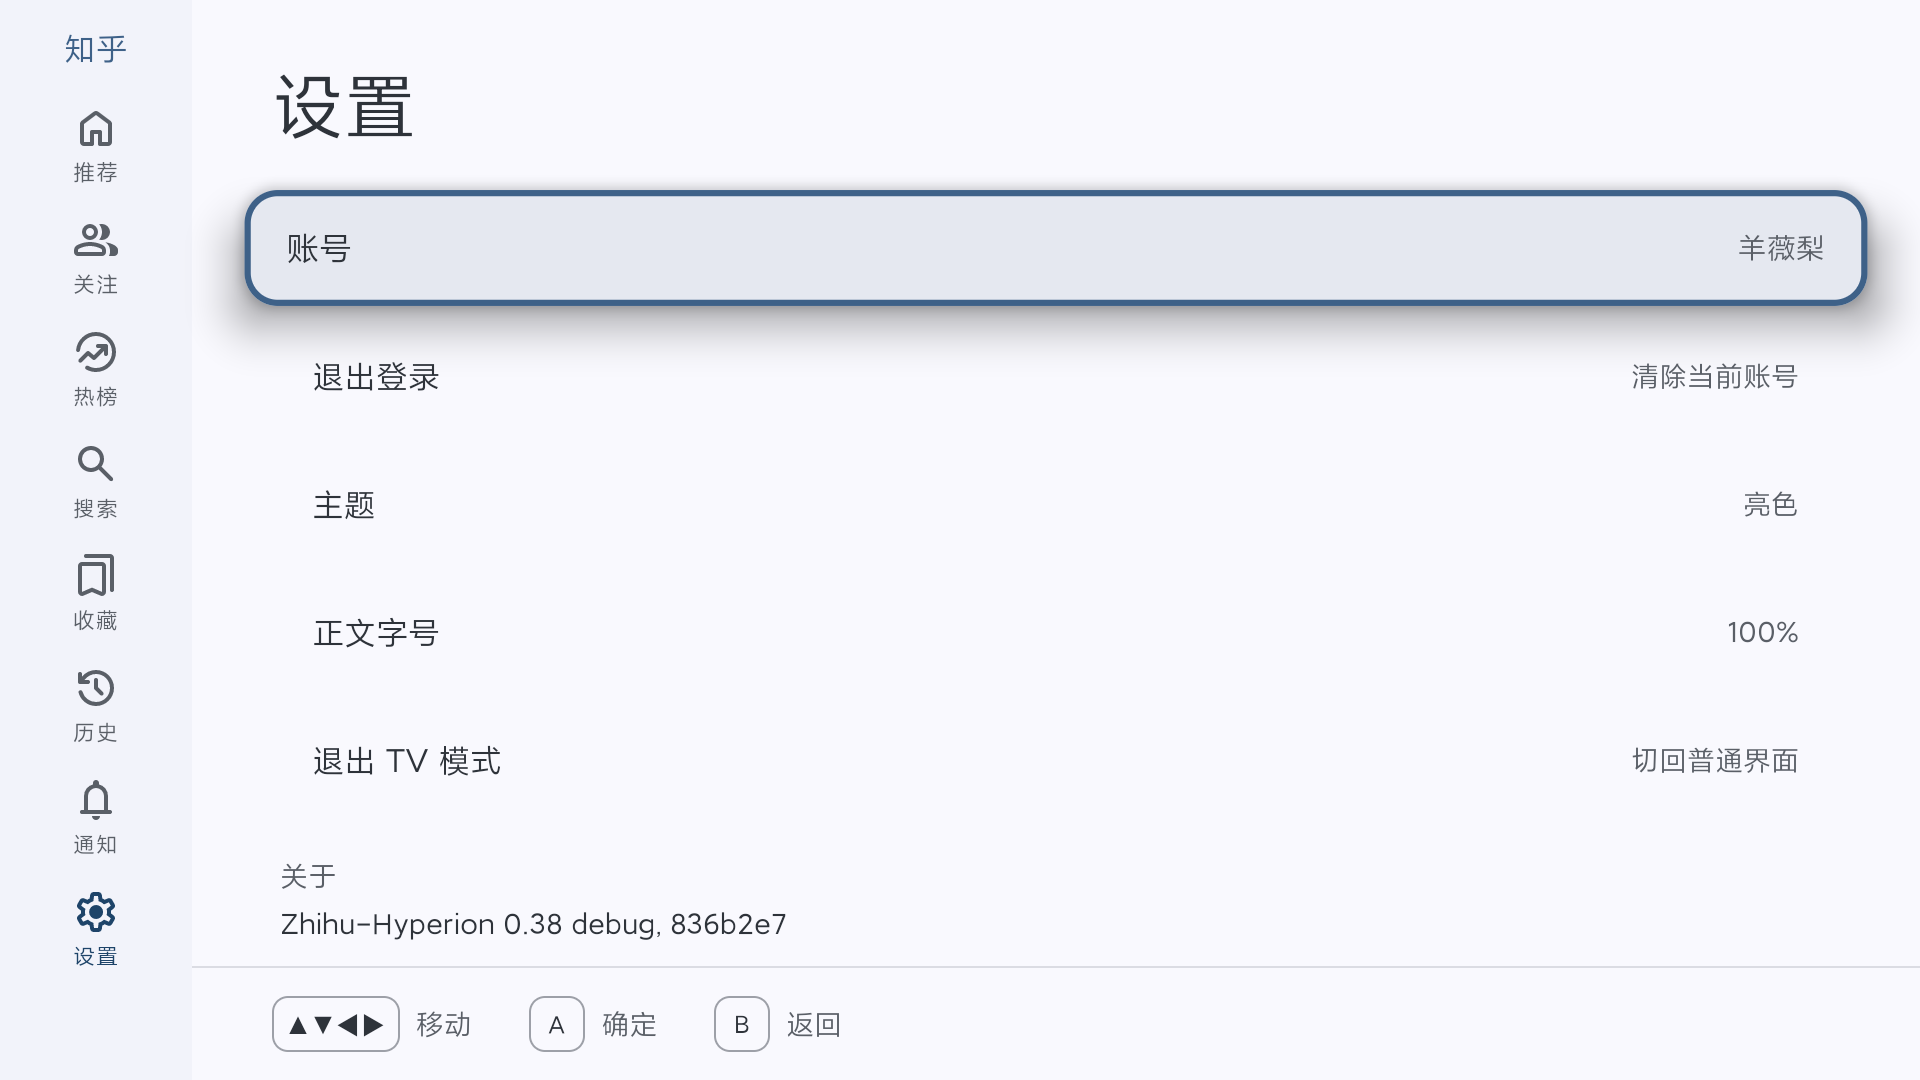 知乎
推荐
关注
热榜
搜索
收藏
历史
通知
设置
设置
账号 羊薇梨
退出登录 清除当前账号
主题 亮色
正文字号 100%
退出 TV 模式 切回普通界面
关于
Zhihu-Hyperion 0.38 debug, 836b2e7
▲▼◀▶ 移动 A 确定 B 返回